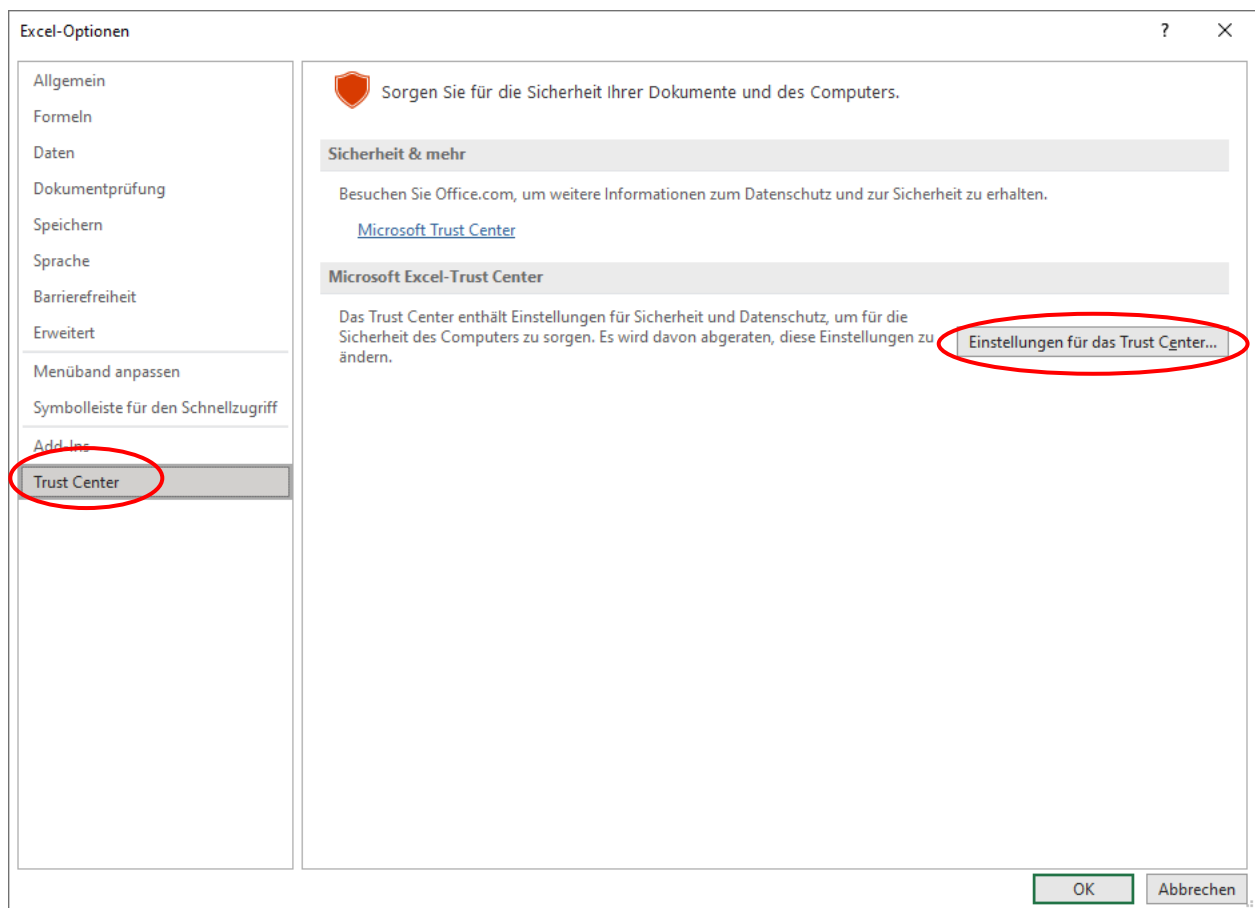 Excel-Optionen
?
Allgemein
Formeln
Daten
Dokumentprüfung
Speichern
Sprache
Barrierefreiheit
Erweitert
Menüband anpassen
Symbolleiste für den Schnellzugriff
Add-Ins
Trust Center
Sorgen Sie für die Sicherheit Ihrer Dokumente und des Computers.
Sicherheit & mehr
Besuchen Sie Office.com, um weitere Informationen zum Datenschutz und zur Sicherheit zu erhalten.
Microsoft Trust Center
Microsoft Excel-Trust Center
Das Trust Center enthält Einstellungen für Sicherheit und Datenschutz, um für die
Sicherheit des Computers zu sorgen. Es wird davon abgeraten, diese Einstellungen zu
ändern.
Einstellungen für das Trust Center...
OK
Abbrechen